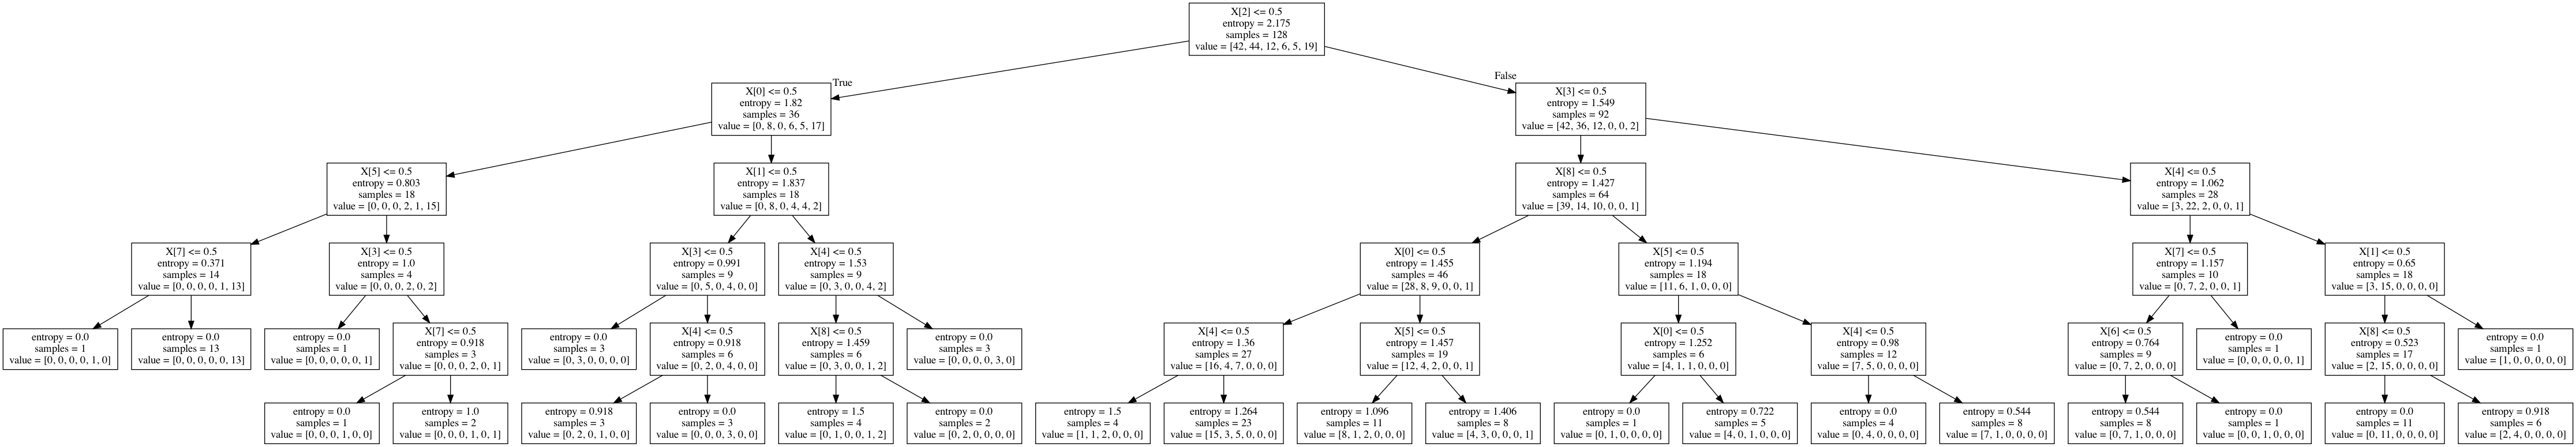 X[2] <= 0.5
entropy = 2.175
samples = 128
value = [42, 44, 12, 6, 5, 19]
True
False
X[0] <= 0.5
entropy = 1.82
samples = 36
value = [0, 8, 0, 6, 5, 17]
X[3] <= 0.5
entropy = 1.549
samples = 92
value = [42, 36, 12, 0, 0, 2]
X[5] <= 0.5
entropy = 0.803
samples = 18
value = [0, 0, 0, 2, 1, 15]
X[1] <= 0.5
entropy = 1.837
samples = 18
value = [0, 8, 0, 4, 4, 2]
X[8] <= 0.5
entropy = 1.427
samples = 64
value = [39, 14, 10, 0, 0, 1]
X[4] <= 0.5
entropy = 1.062
samples = 28
value = [3, 22, 2, 0, 0, 1]
X[7] <= 0.5
entropy = 0.371
samples = 14
value = [0, 0, 0, 0, 1, 13]
X[3] <= 0.5
entropy = 1.0
samples = 4
value = [0, 0, 0, 2, 0, 2]
X[3] <= 0.5
entropy = 0.991
samples = 9
value = [0, 5, 0, 4, 0, 0]
X[4] <= 0.5
entropy = 1.53
samples = 9
value = [0, 3, 0, 0, 4, 2]
X[0] <= 0.5
entropy = 1.455
samples = 46
value = [28, 8, 9, 0, 0, 1]
X[5] <= 0.5
entropy = 1.194
samples = 18
value = [11, 6, 1, 0, 0, 0]
X[7] <= 0.5
entropy = 1.157
samples = 10
value = [0, 7, 2, 0, 0, 1]
X[1] <= 0.5
entropy = 0.65
samples = 18
value = [3, 15, 0, 0, 0, 0]
entropy = 0.0
samples = 1
value = [0, 0, 0, 0, 1, 0]
entropy = 0.0
samples = 13
value = [0, 0, 0, 0, 0, 13]
entropy = 0.0
samples = 1
value = [0, 0, 0, 0, 0, 1]
X[7] <= 0.5
entropy = 0.918
samples = 3
value = [0, 0, 0, 2, 0, 1]
entropy = 0.0
samples = 3
value = [0, 3, 0, 0, 0, 0]
X[4] <= 0.5
entropy = 0.918
samples = 6
value = [0, 2, 0, 4, 0, 0]
X[8] <= 0.5
entropy = 1.459
samples = 6
value = [0, 3, 0, 0, 1, 2]
entropy = 0.0
samples = 3
value = [0, 0, 0, 0, 3, 0]
X[4] <= 0.5
entropy = 1.36
samples = 27
value = [16, 4, 7, 0, 0, 0]
X[5] <= 0.5
entropy = 1.457
samples = 19
value = [12, 4, 2, 0, 0, 1]
X[0] <= 0.5
entropy = 1.252
samples = 6
value = [4, 1, 1, 0, 0, 0]
X[4] <= 0.5
entropy = 0.98
samples = 12
value = [7, 5, 0, 0, 0, 0]
X[6] <= 0.5
entropy = 0.764
samples = 9
value = [0, 7, 2, 0, 0, 0]
entropy = 0.0
samples = 1
value = [0, 0, 0, 0, 0, 1]
X[8] <= 0.5
entropy = 0.523
samples = 17
value = [2, 15, 0, 0, 0, 0]
entropy = 0.0
samples = 1
value = [1, 0, 0, 0, 0, 0]
entropy = 0.0
samples = 1
value = [0, 0, 0, 1, 0, 0]
entropy = 1.0
samples = 2
value = [0, 0, 0, 1, 0, 1]
entropy = 0.918
samples = 3
value = [0, 2, 0, 1, 0, 0]
entropy = 0.0
samples = 3
value = [0, 0, 0, 3, 0, 0]
entropy = 1.5
samples = 4
value = [0, 1, 0, 0, 1, 2]
entropy = 0.0
samples = 2
value = [0, 2, 0, 0, 0, 0]
entropy = 1.5
samples = 4
value = [1, 1, 2, 0, 0, 0]
entropy = 1.264
samples = 23
value = [15, 3, 5, 0, 0, 0]
entropy = 1.096
samples = 11
value = [8, 1, 2, 0, 0, 0]
entropy = 1.406
samples = 8
value = [4, 3, 0, 0, 0, 1]
entropy = 0.0
samples = 1
value = [0, 1, 0, 0, 0, 0]
entropy = 0.722
samples = 5
value = [4, 0, 1, 0, 0, 0]
entropy = 0.0
samples = 4
value = [0, 4, 0, 0, 0, 0]
entropy = 0.544
samples = 8
value = [7, 1, 0, 0, 0, 0]
entropy = 0.544
samples = 8
value = [0, 7, 1, 0, 0, 0]
entropy = 0.0
samples = 1
value = [0, 0, 1, 0, 0, 0]
entropy = 0.0
samples = 11
value = [0, 11, 0, 0, 0, 0]
entropy = 0.918
samples = 6
value = [2, 4, 0, 0, 0, 0]